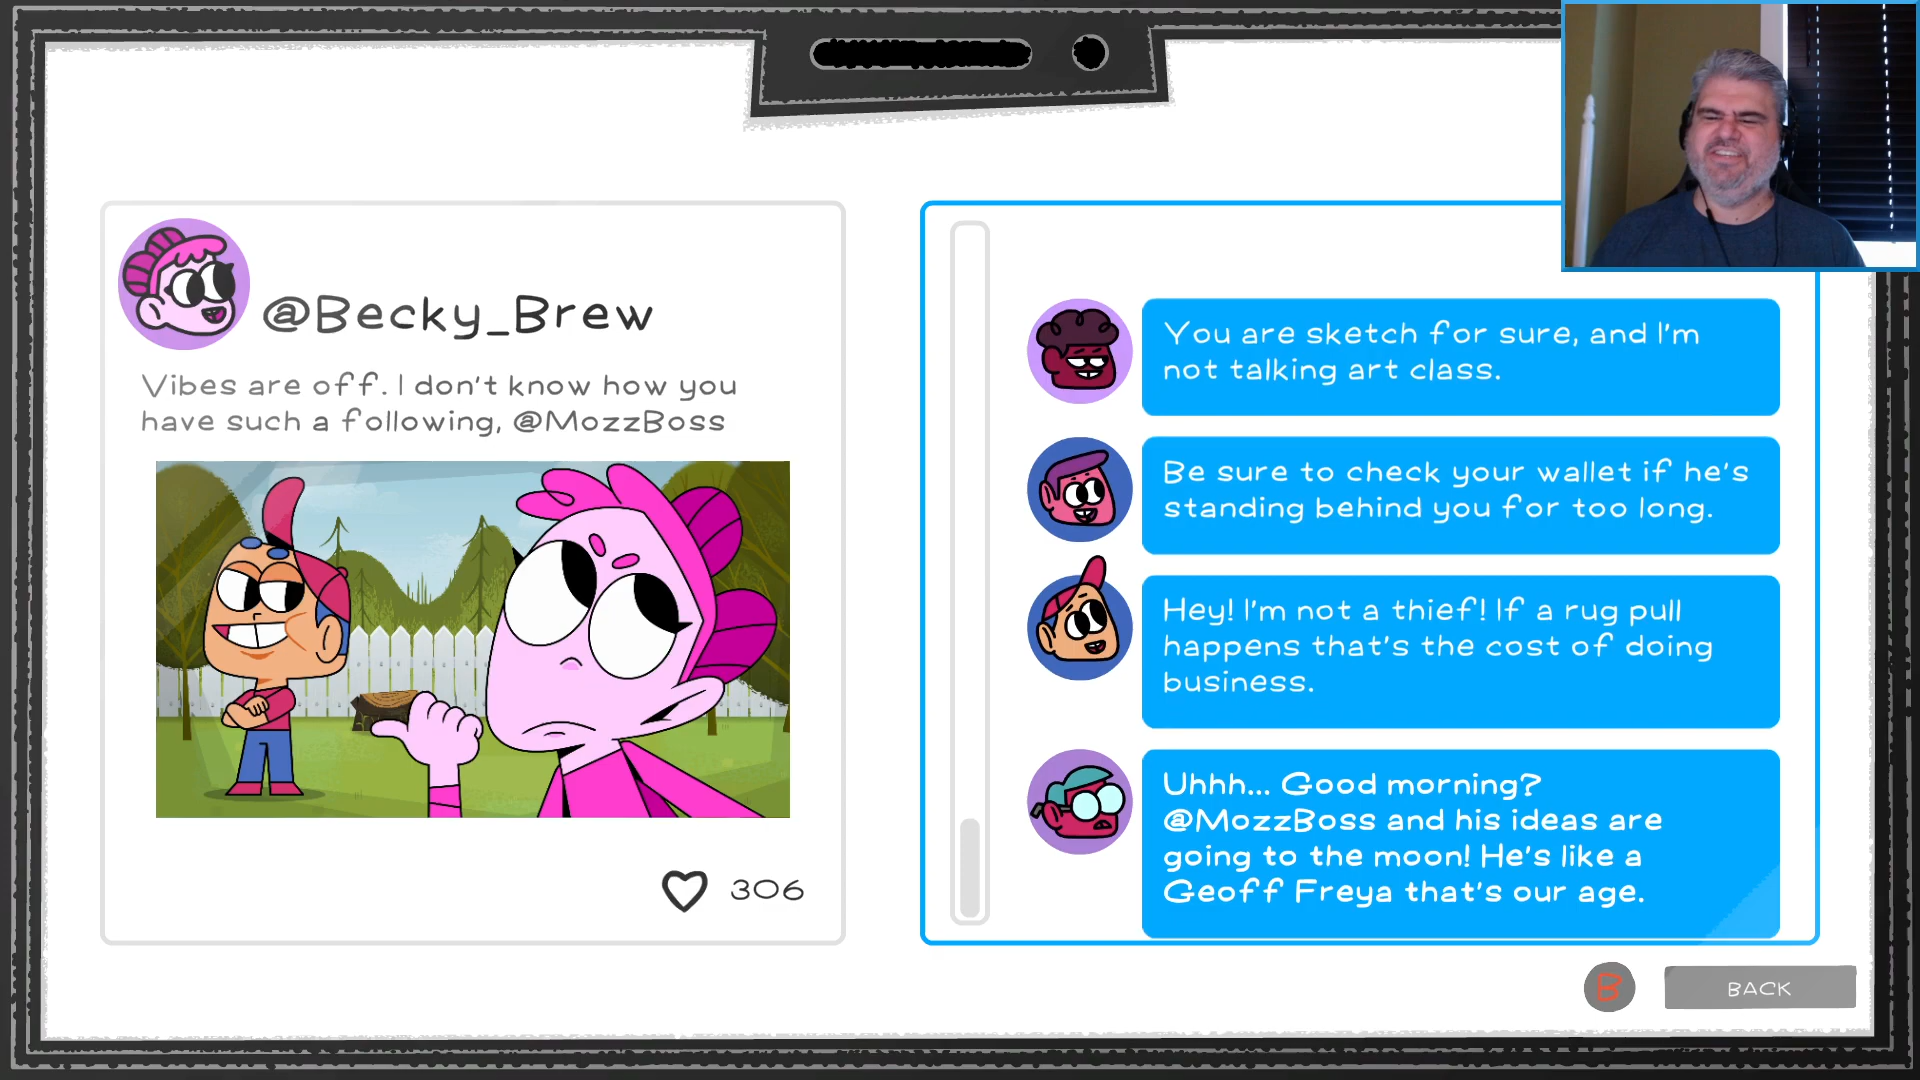 @Becky_Brew
Vibes are off. I don't know how you
have such a following, @MozzBoss
306
You are sketch for sure, and I'm
not talking art class.
Be sure to check your wallet if he's
standing behind you for too long.
Hey! I'm not a thief! If a rug pull
happens that's the cost of doing
business.
Uhhh... Good morning?
@MozzBoss and his ideas are
going to the moon! He's like a
Geoff Freya that's our age.
B
BACK